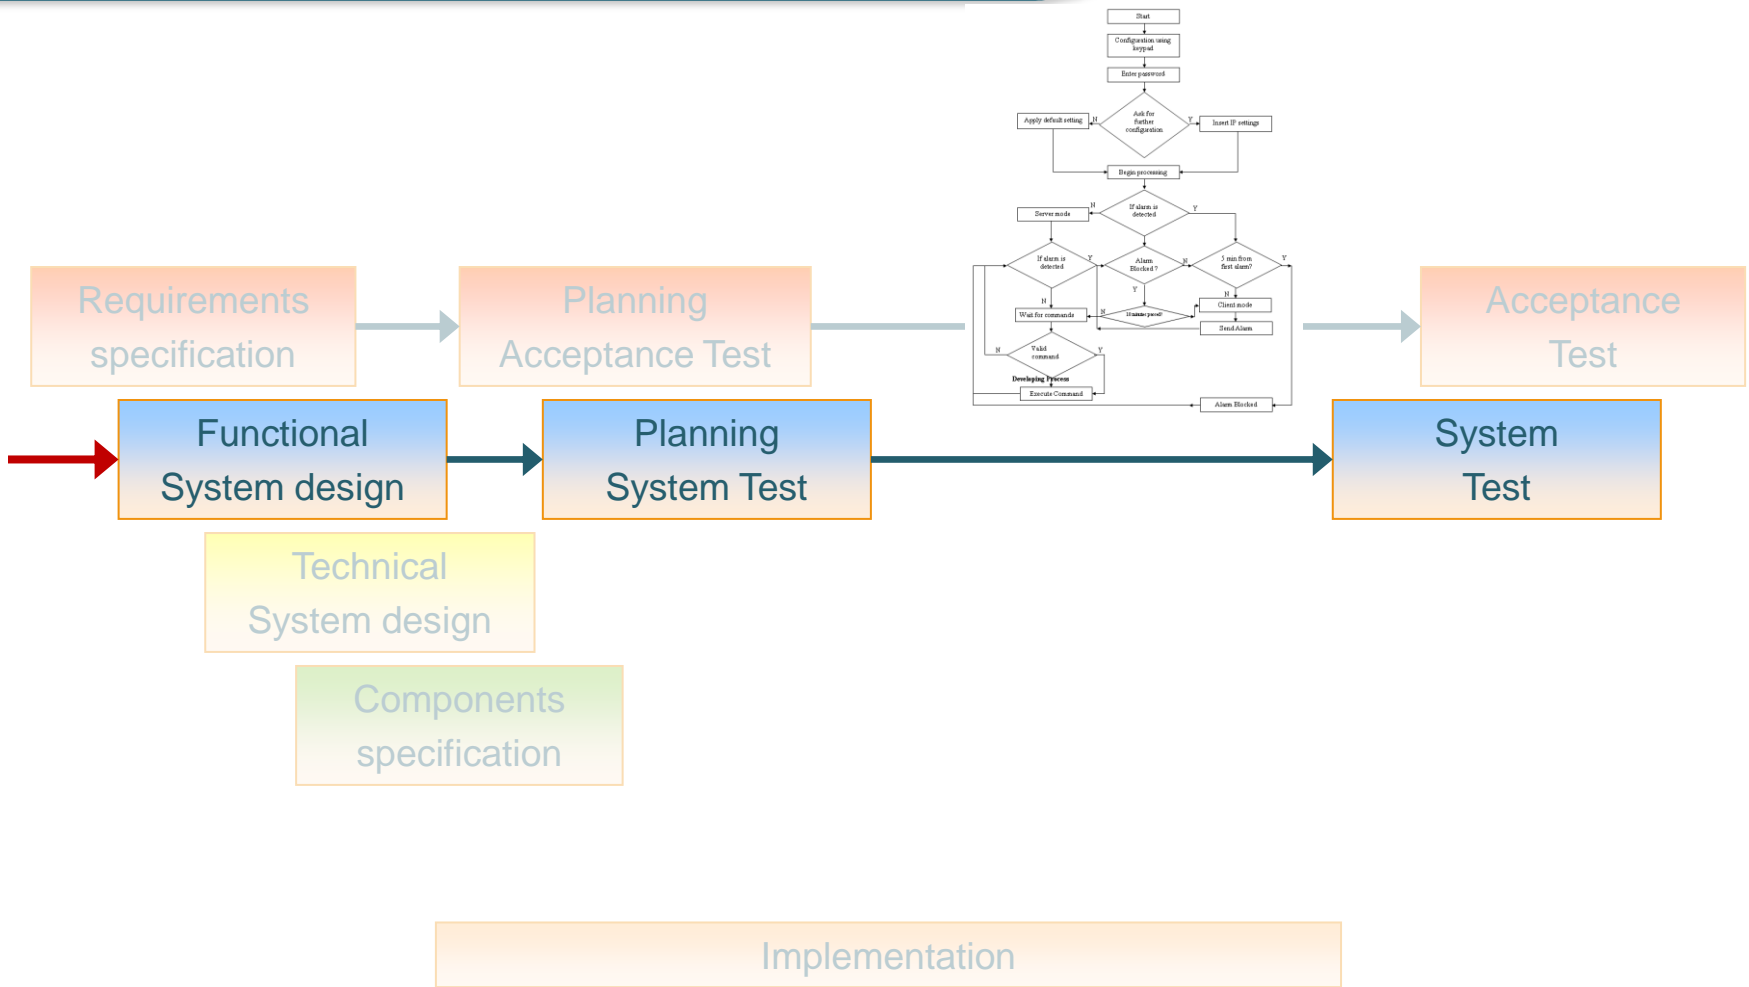 Start
Configuration using
keypad
Enter password
Ask for
further
configuration
N
Y
Apply default setting
Insert IP settings
Begin processing
If alarm is
detected
N
Y
Server mode
If alarm is
detected
Y
Alarm
Blocked ?
N
5 min from
first alarm?
Y
N
Y
N
Client mode
Wait for commands
N
10 minutes passed?
Send Alarm
Valid
command
N
Y
Developing Process
Execute Command
Alarm Blocked
Requirements
specification
Planning
Acceptance Test
Acceptance
Test
Functional
System design
Planning
System Test
System
Test
Technical
System design
Components
specification
Implementation